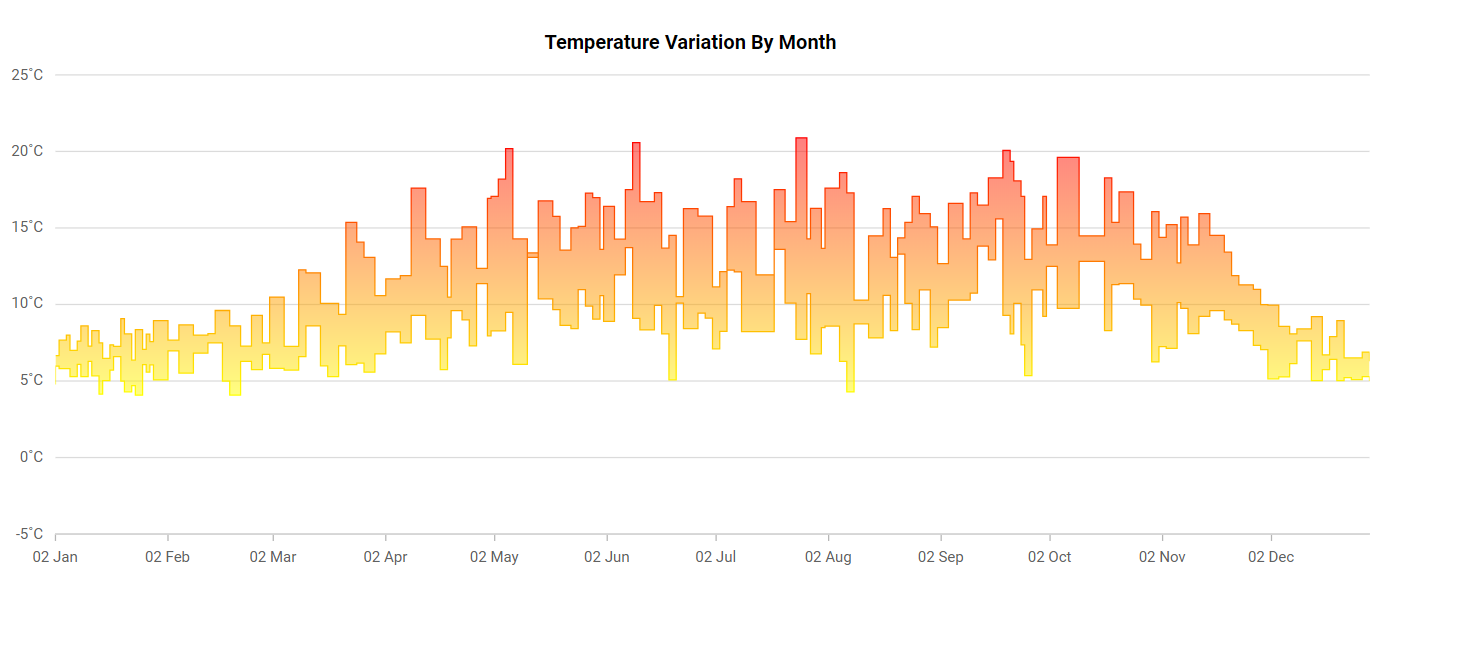 Temperature Variation By Month
25°C
20°C
15°C
10°C
5°C
0°C
-5°C
02 Jan 02 Feb 02 Mar 02 Apr 02 May 02 Jun 02 Jul 02 Aug 02 Sep 02 Oct 02 Nov 02 Dec